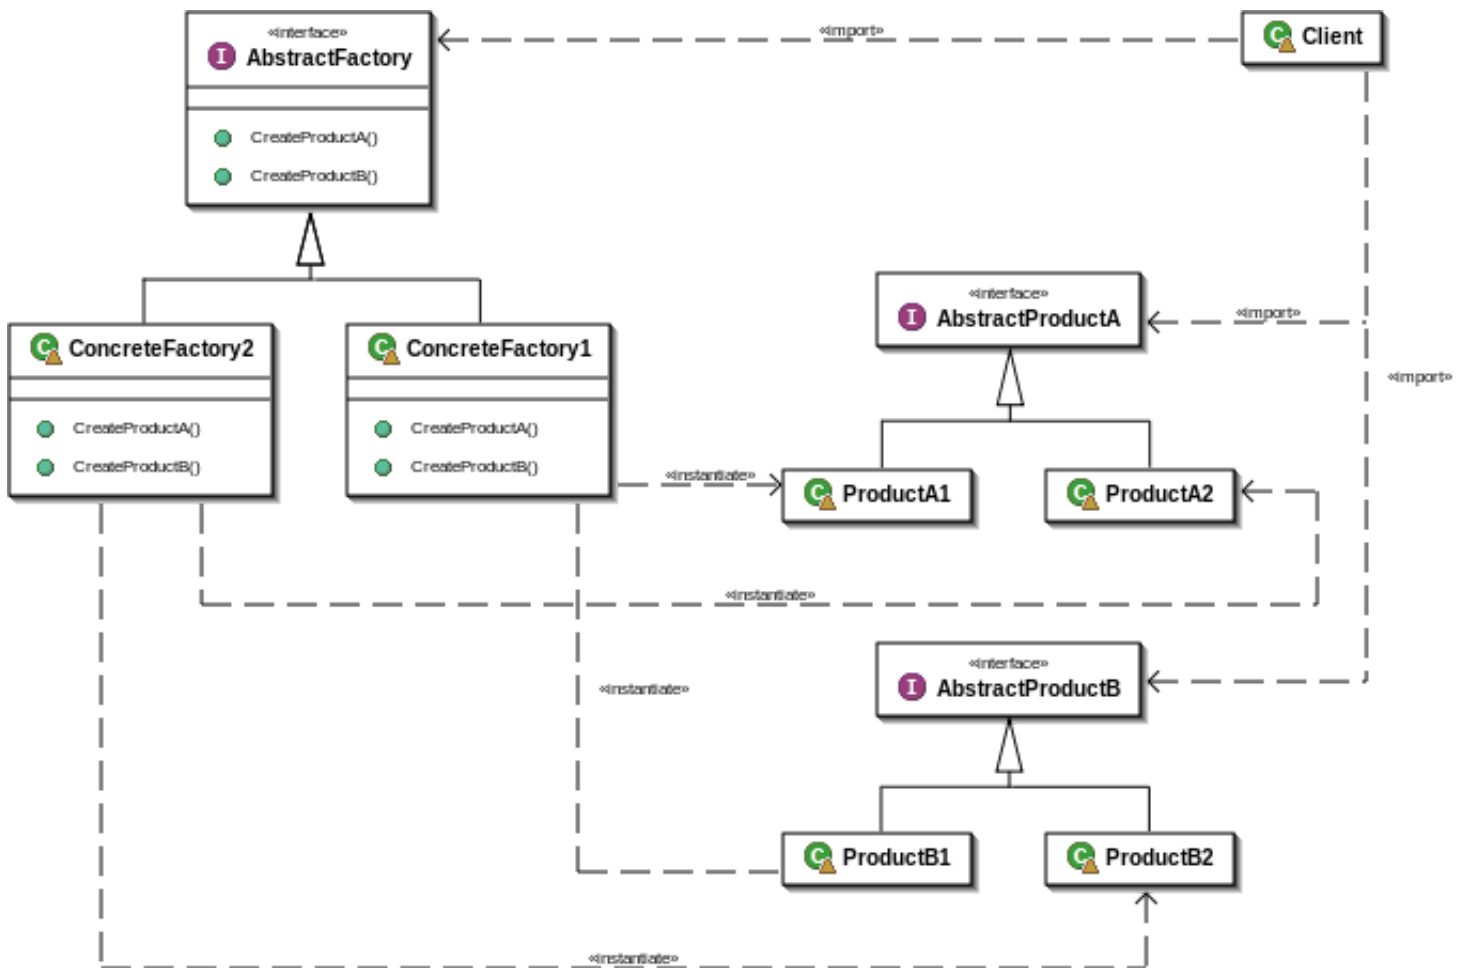 «interface»
I AbstractFactory
CreateProductA()
CreateProductB()
«import»
C Client
C ConcreteFactory2
CreateProductA()
CreateProductB()
C ConcreteFactory1
CreateProductA()
CreateProductB()
«interface»
I AbstractProductA
«import»
«import»
«instantiate»
C ProductA1
C ProductA2
«instantiate»
«interface»
I AbstractProductB
«instantiate»
C ProductB1
C ProductB2
«instantiate»